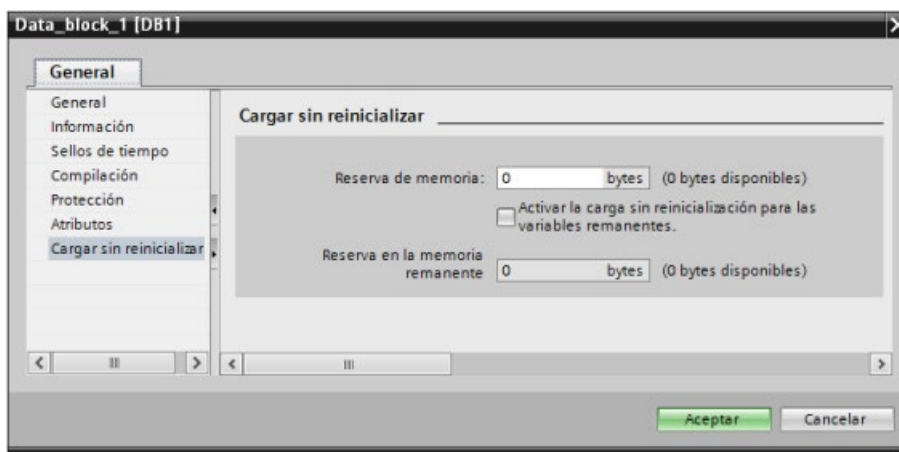 Data_block_1 [DB1]
General
General
Información
Sellos de tiempo
Compilación
Protección
Atributos
Cargar sin reinicializar
Cargar sin reinicializar
Reserva de memoria: 0 bytes (0 bytes disponibles)
Activar la carga sin reinicialización para las
variables remanentes.
Reserva en la memoria
remanente 0 bytes (0 bytes disponibles)
Aceptar Cancelar